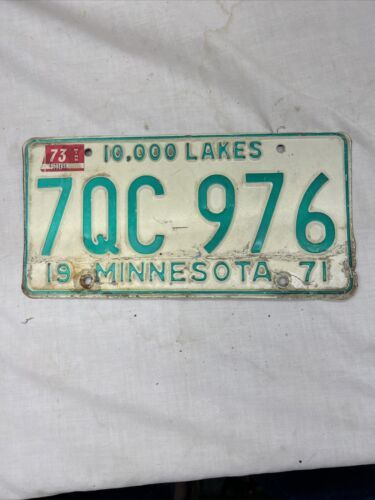 73
10,000 LAKES
7QC 976
19 MINNESOTA 71